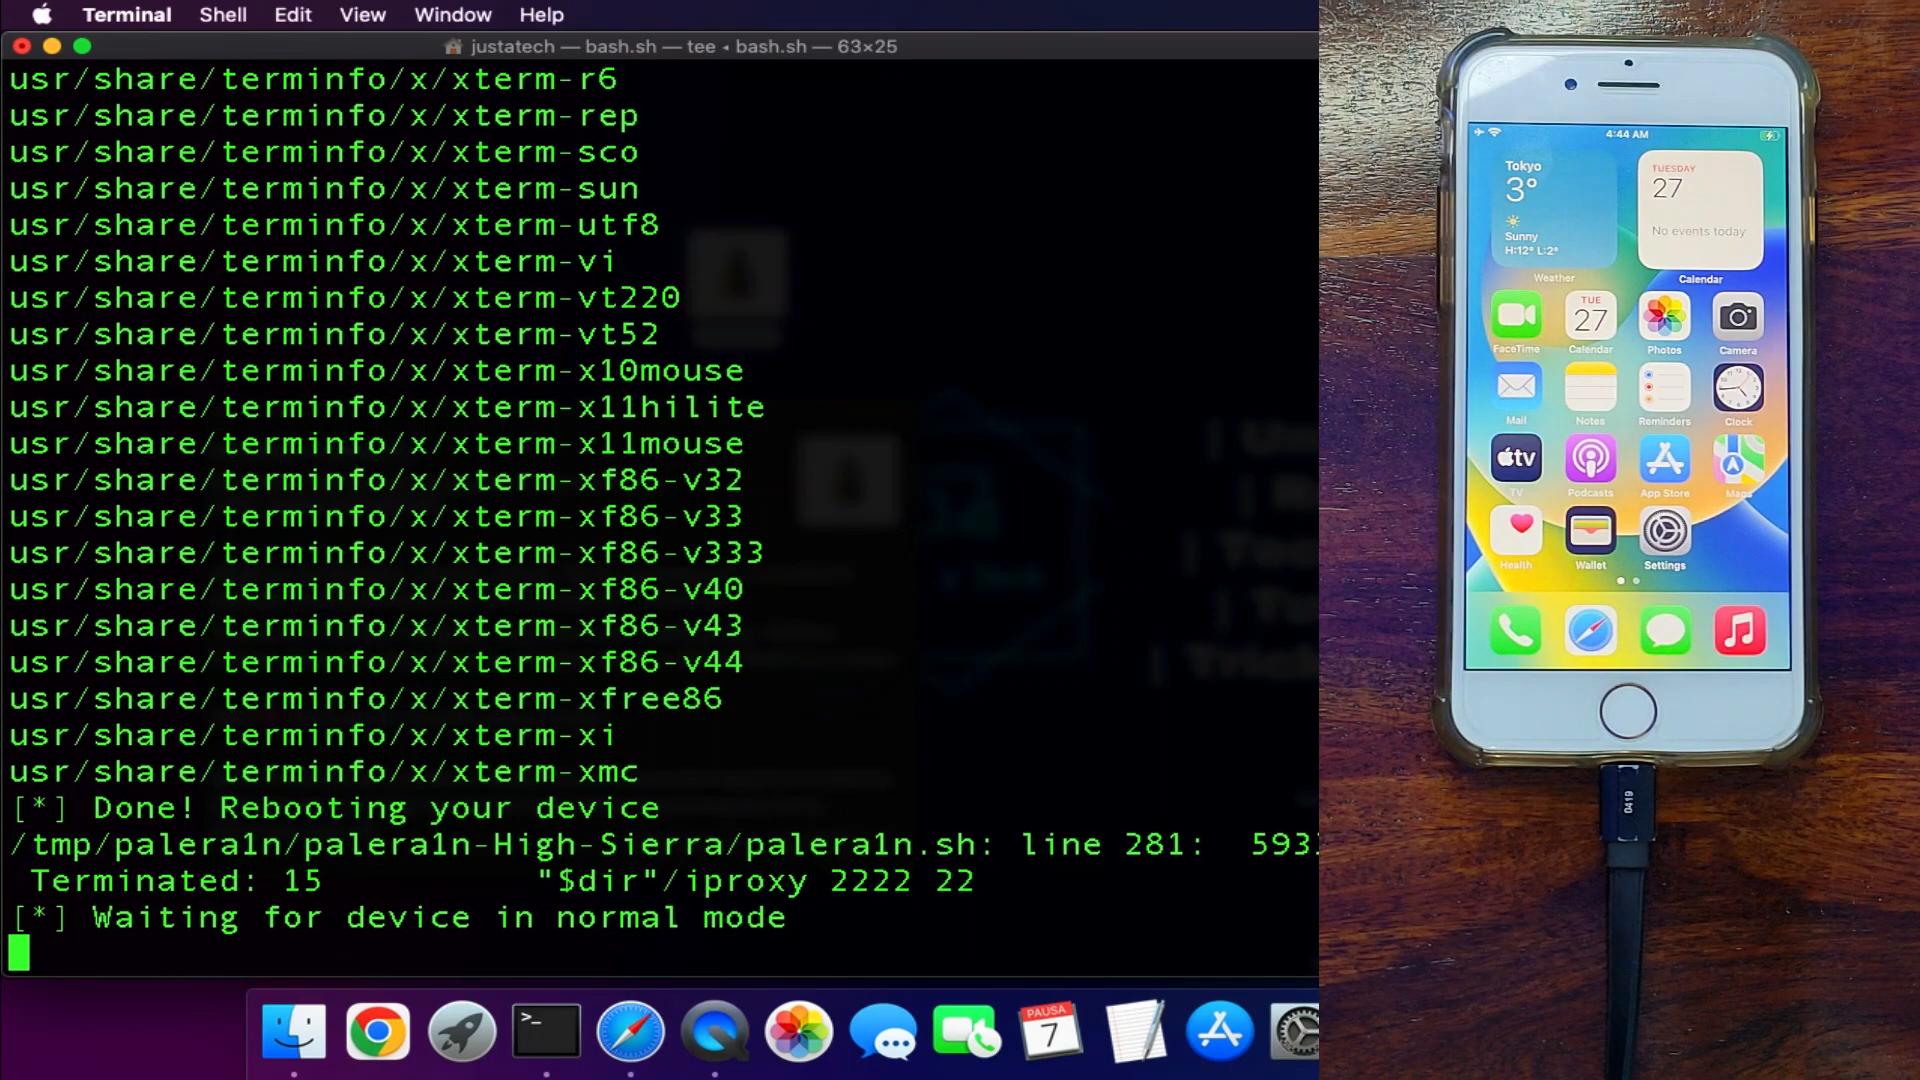 Terminal Shell Edit View Window Help
justatech — bash.sh — tee ◂ bash.sh — 63×25
usr/share/terminfo/x/xterm-r6
usr/share/terminfo/x/xterm-rep
usr/share/terminfo/x/xterm-sco
usr/share/terminfo/x/xterm-sun
usr/share/terminfo/x/xterm-utf8
usr/share/terminfo/x/xterm-vi
usr/share/terminfo/x/xterm-vt220
usr/share/terminfo/x/xterm-vt52
usr/share/terminfo/x/xterm-x10mouse
usr/share/terminfo/x/xterm-x11hilite
usr/share/terminfo/x/xterm-x11mouse
usr/share/terminfo/x/xterm-xf86-v32
usr/share/terminfo/x/xterm-xf86-v33
usr/share/terminfo/x/xterm-xf86-v333
usr/share/terminfo/x/xterm-xf86-v40
usr/share/terminfo/x/xterm-xf86-v43
usr/share/terminfo/x/xterm-xf86-v44
usr/share/terminfo/x/xterm-xfree86
usr/share/terminfo/x/xterm-xi
usr/share/terminfo/x/xterm-xmc
[*] Done! Rebooting your device
/tmp/palera1n/palera1n-High-Sierra/palera1n.sh: line 281:
Terminated: 15 "$dir"/iproxy 2222 22
[*] Waiting for device in normal mode
PAUSA
7
4:44 AM
Tokyo
3°
Sunny
H:12° L:2°
Weather
TUESDAY
27
No events today
Calendar
TUE
27
FaceTime Calendar Photos Camera
Mail Notes Reminders Clock
tv
TV Podcasts App Store Maps
Health Wallet Settings
0419